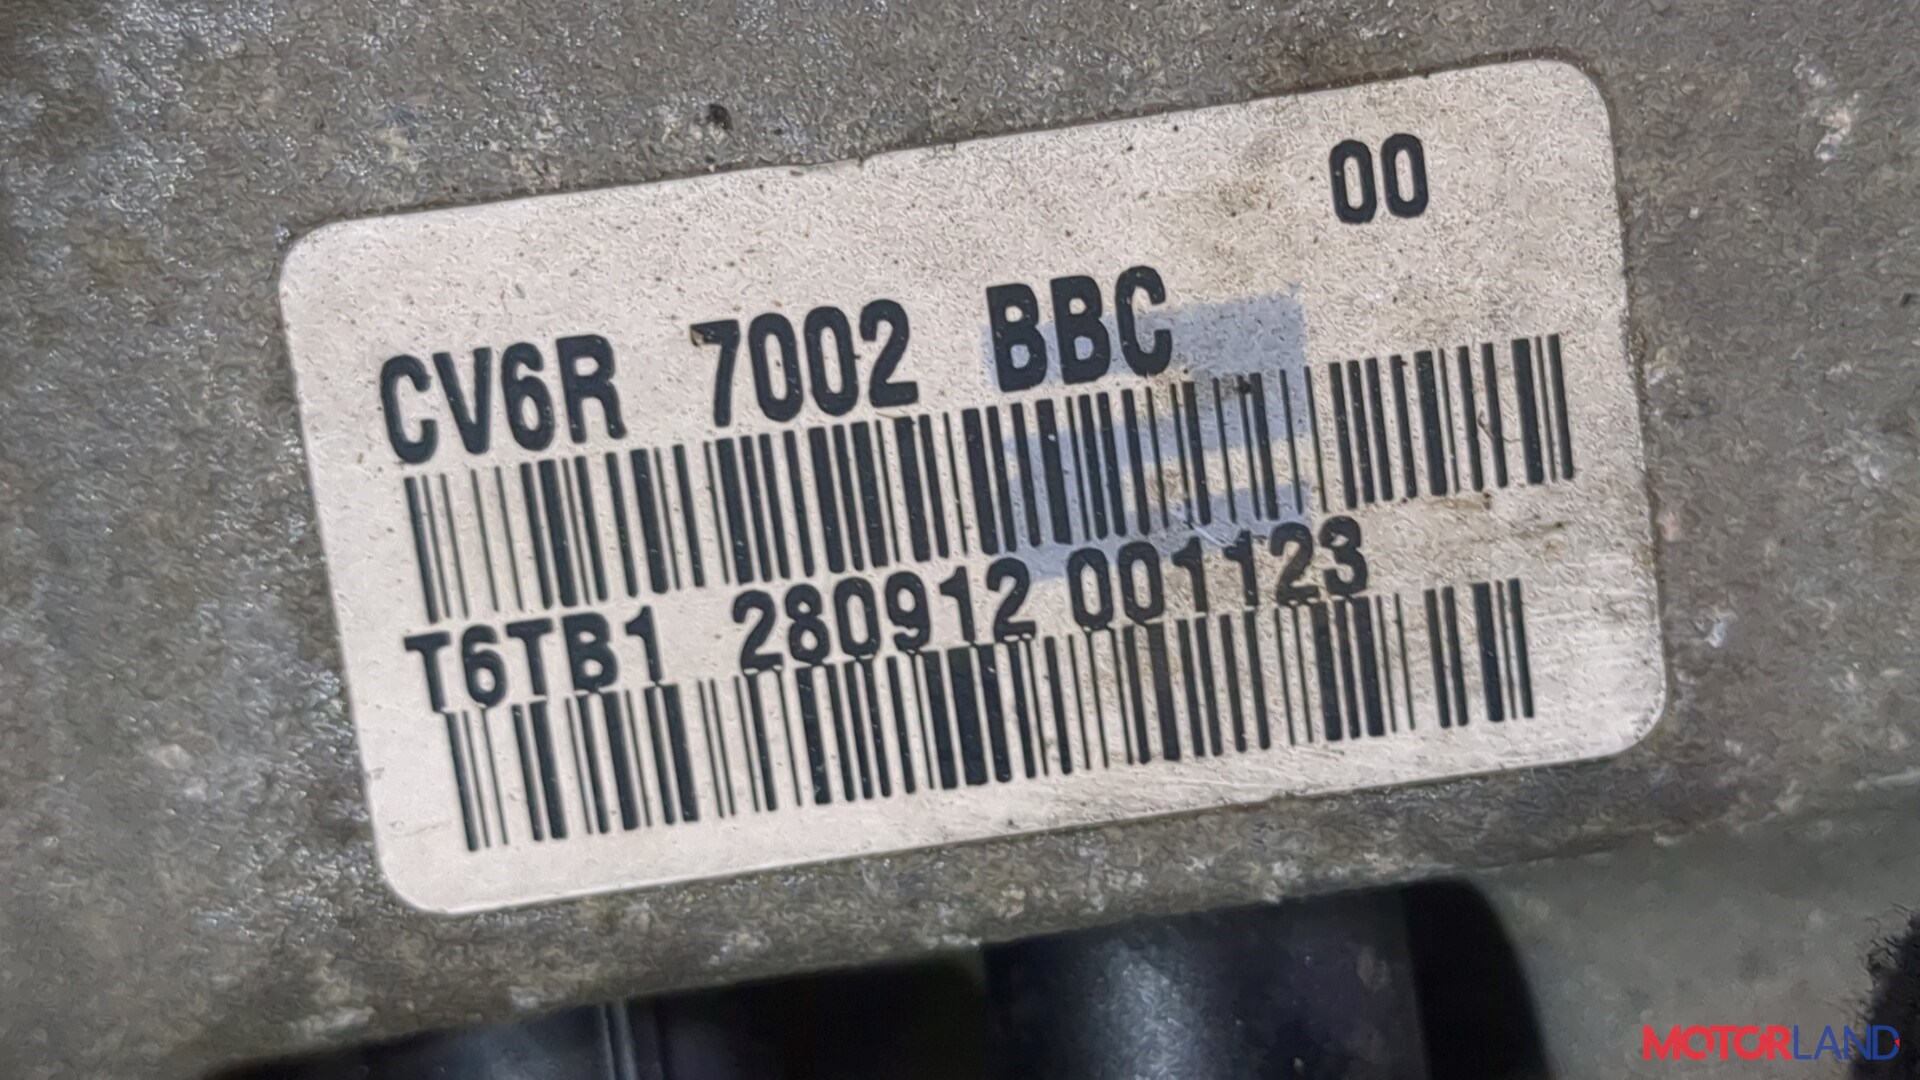 00
CV6R 7002 BBC
T6TB1 280912 001123
MOTORLAND